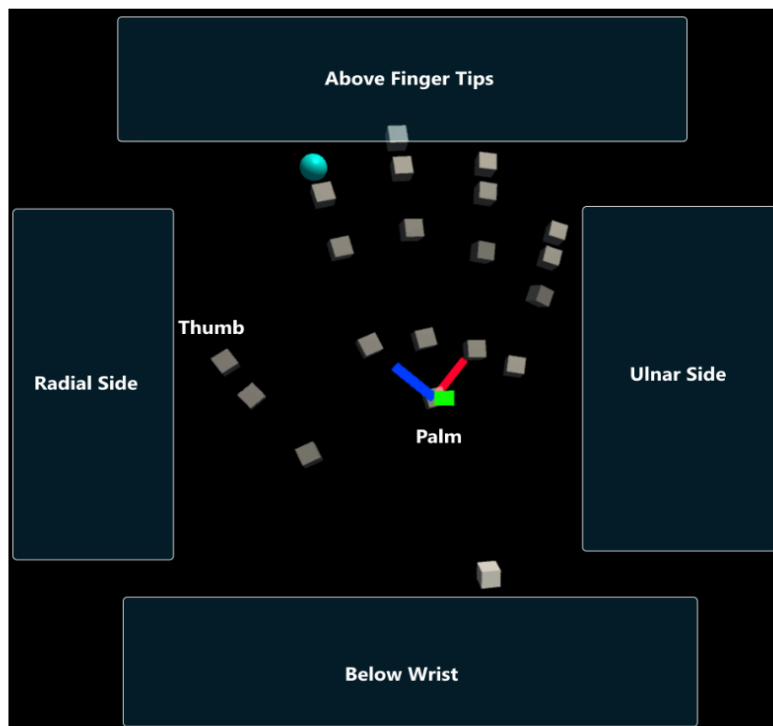 Above Finger Tips
Thumb
Radial Side
Ulnar Side
Palm
Below Wrist